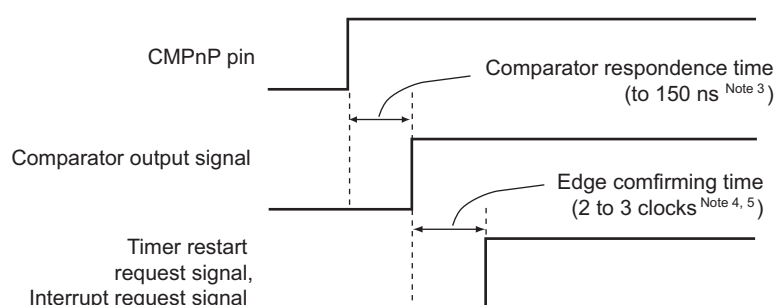 CMPnP pin
Comparator respondence time
(to 150 ns Note 3)
Comparator output signal
Edge comfirming time
(2 to 3 clocks Note 4, 5)
Timer restart
request signal,
Interrupt request signal